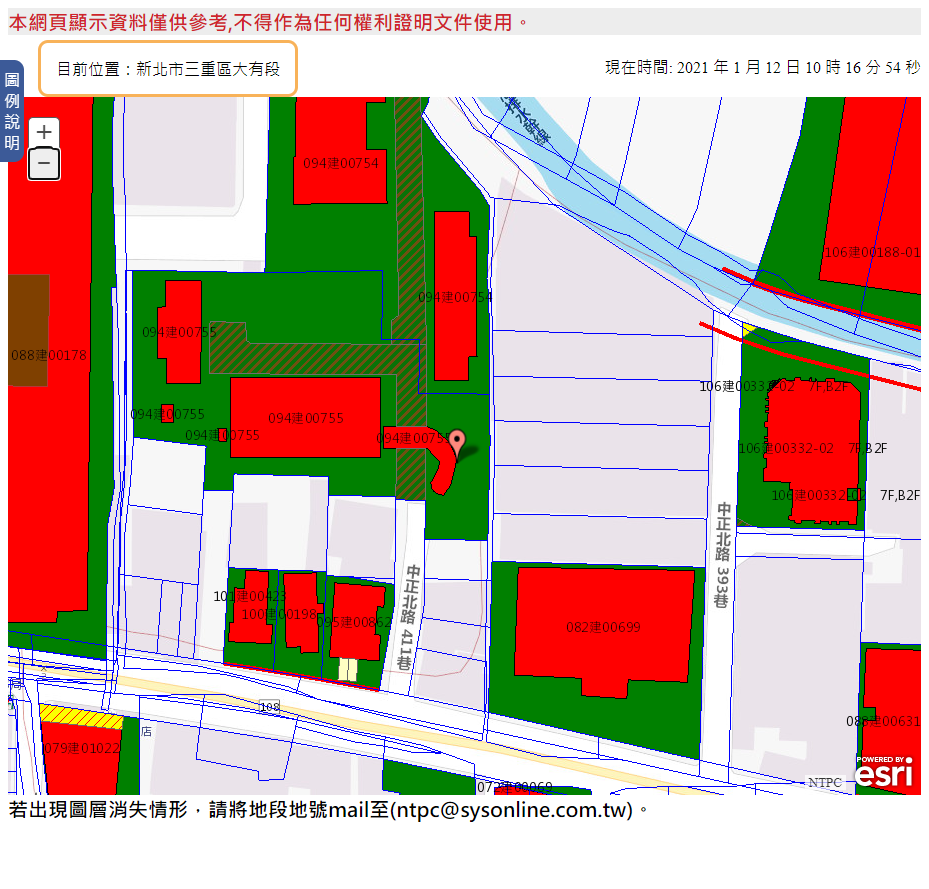 本網頁顯示資料僅供參考,不得作為任何權利證明文件使用。
目前位置：新北市三重區大有段
現在時間: 2021 年 1 月 12 日 10 時 16 分 54 秒
圖例說明
+
−
094建00754
排水幹線
106建00188-01
094建00754
094建00755
088建00178
106建00332-02 7F,B2F
094建00755
094建00755
094建00755
094建00755
106建00332-02 7F,B2F
106建00332-02 7F,B2F
中正北路 393巷
中正北路 411巷
101建00423
100建00198
095建00862
082建00699
108
店
079建01022
083建00631
072建00069
NTPC
POWERED BY
esri
若出現圖層消失情形，請將地段地號mail至(ntpc@sysonline.com.tw)。